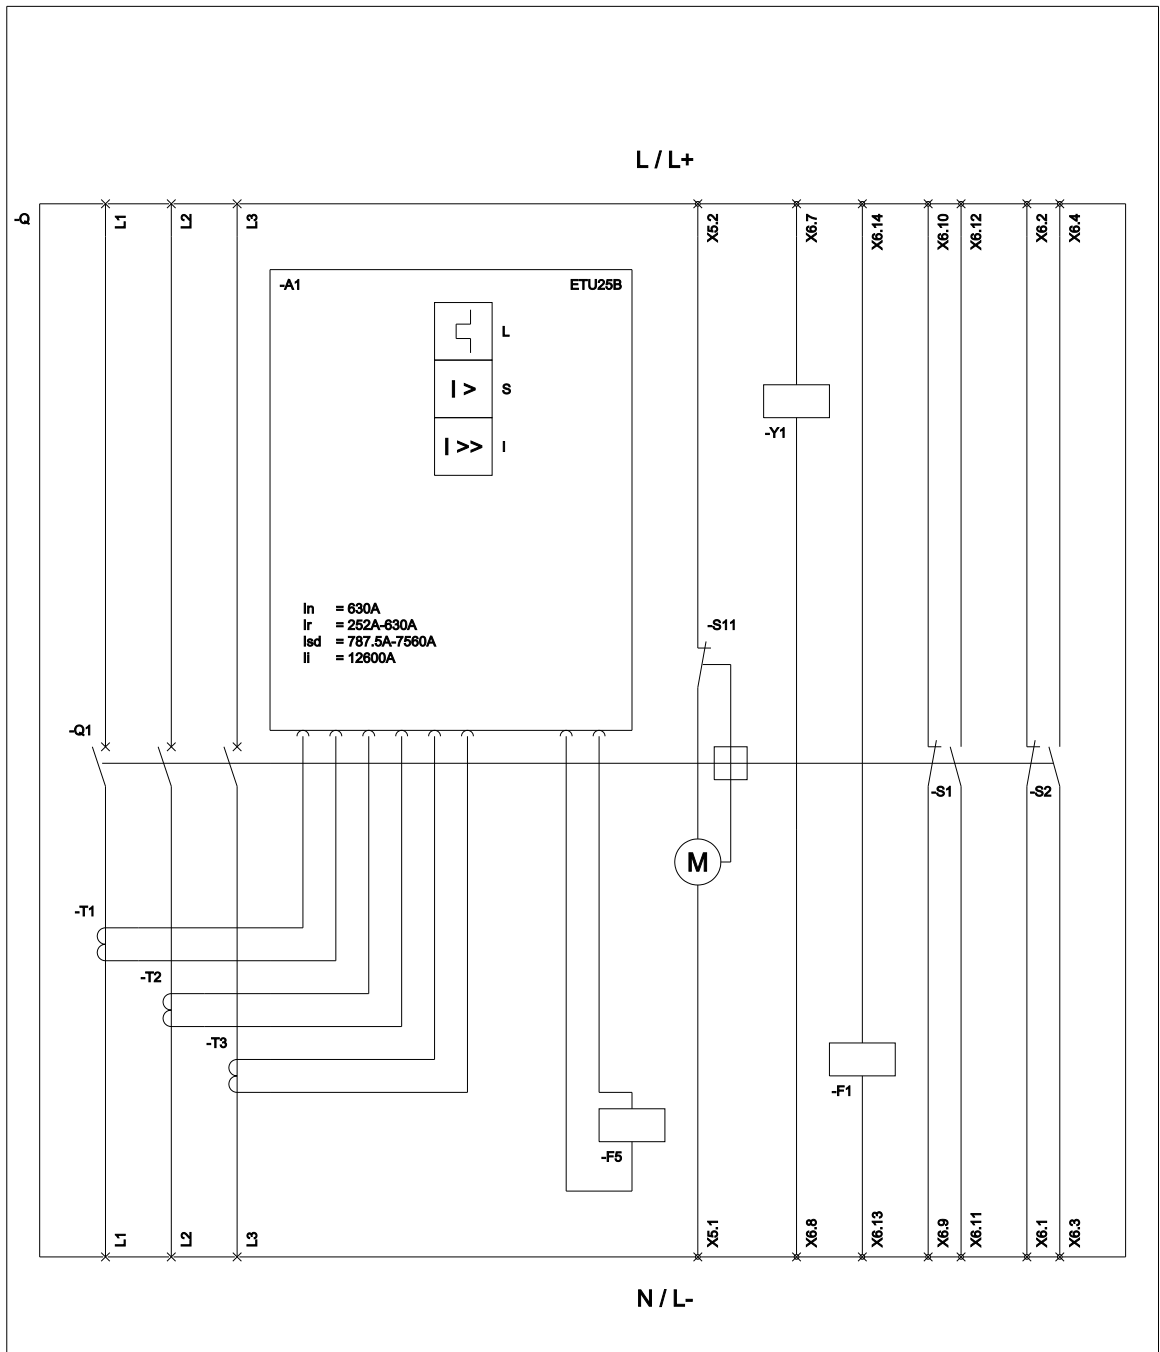 L / L+
-Q
L1
L2
L3
X5.2
X6.7
X6.14
X6.10
X6.12
X6.2
X6.4
-A1
ETU25B
L
I >
S
I >>
I
-Y1
In = 630A
Ir = 252A-630A
Isd = 787.5A-7560A
Ii = 12600A
-S11
-Q1
-S1
-S2
M
-T1
-T2
-T3
-F1
-F5
L1
L2
L3
X5.1
X6.8
X6.13
X6.9
X6.11
X6.1
X6.3
N / L-